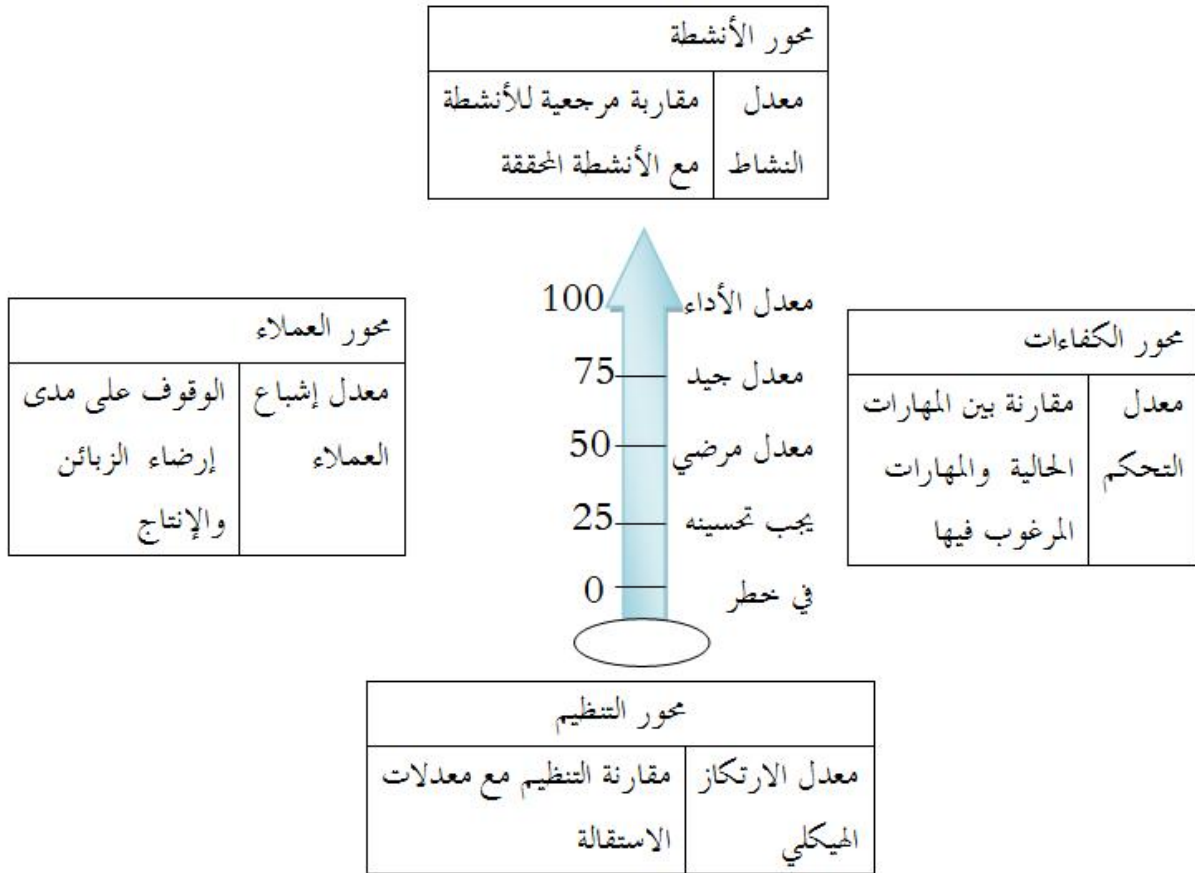 محور الأنشطة
معدل
النشاط
مقاربة مرجعية للأنشطة
مع الأنشطة المحققة
محور الكفاءات
معدل
التحكم
مقارنة بين المهارات
الحالية والمهارات
المرغوب فيها
معدل الأداء 100
معدل جيد 75
معدل مرضي 50
يجب تحسينه 25
في خطر 0
محور العملاء
معدل إشباع
العملاء
الوقوف على مدى
إرضاء الزبائن
والإنتاج
محور التنظيم
معدل الارتكاز
الهيكلي
مقارنة التنظيم مع معدلات
الاستقالة